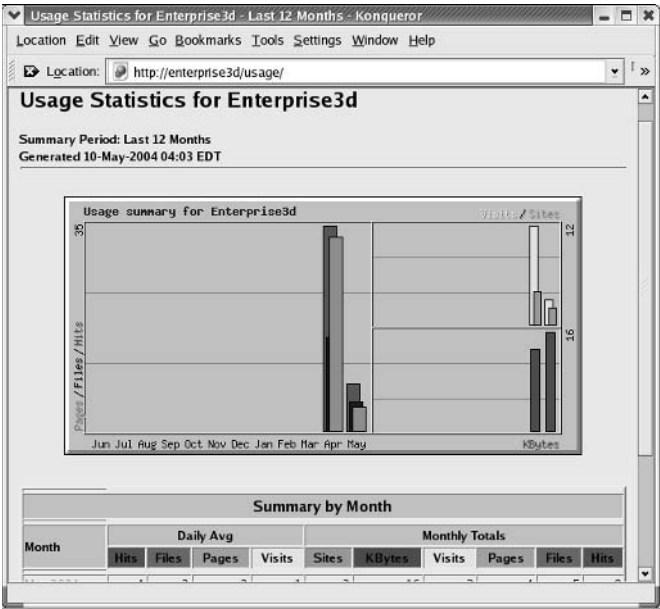 Usage Statistics for Enterprise3d - Last 12 Months - Konqueror
Location Edit View Go Bookmarks Tools Settings Window Help
Location: http://enterprise3d/usage/
Usage Statistics for Enterprise3d
Summary Period: Last 12 Months
Generated 10-May-2004 04:03 EDT
Usage summary for Enterprise3d
Visits/Sites
35
12
Pages/Files/Hits
16
Jun Jul Aug Sep Oct Nov Dec Jan Feb Mar Apr May
KBytes
Summary by Month
Month
Daily Avg
Monthly Totals
Hits Files Pages Visits Sites KBytes Visits Pages Files Hits